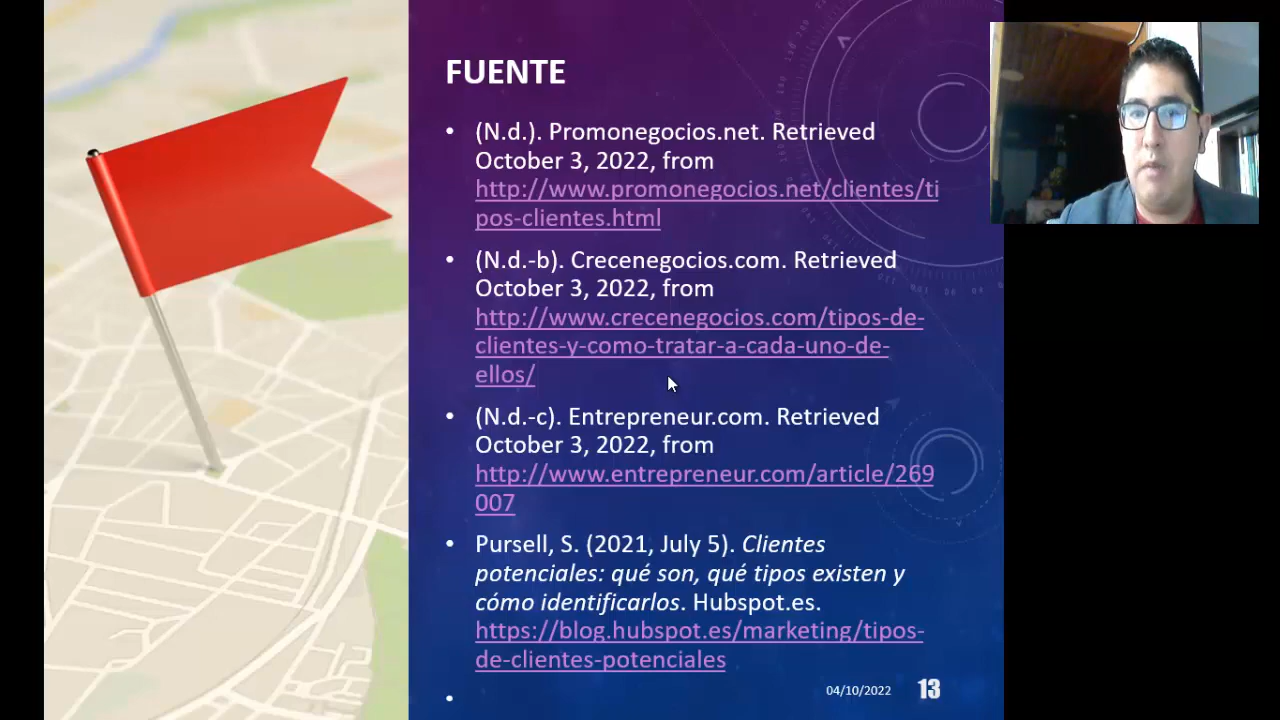 FUENTE
• (N.d.). Promonegocios.net. Retrieved
October 3, 2022, from
http://www.promonegocios.net/clientes/ti
pos-clientes.html
• (N.d.-b). Crecenegocios.com. Retrieved
October 3, 2022, from
http://www.crecenegocios.com/tipos-de-
clientes-y-como-tratar-a-cada-uno-de-
ellos/
• (N.d.-c). Entrepreneur.com. Retrieved
October 3, 2022, from
http://www.entrepreneur.com/article/269
007
• Pursell, S. (2021, July 5). Clientes
potenciales: qué son, qué tipos existen y
cómo identificarlos. Hubspot.es.
https://blog.hubspot.es/marketing/tipos-
de-clientes-potenciales
•
04/10/2022 13